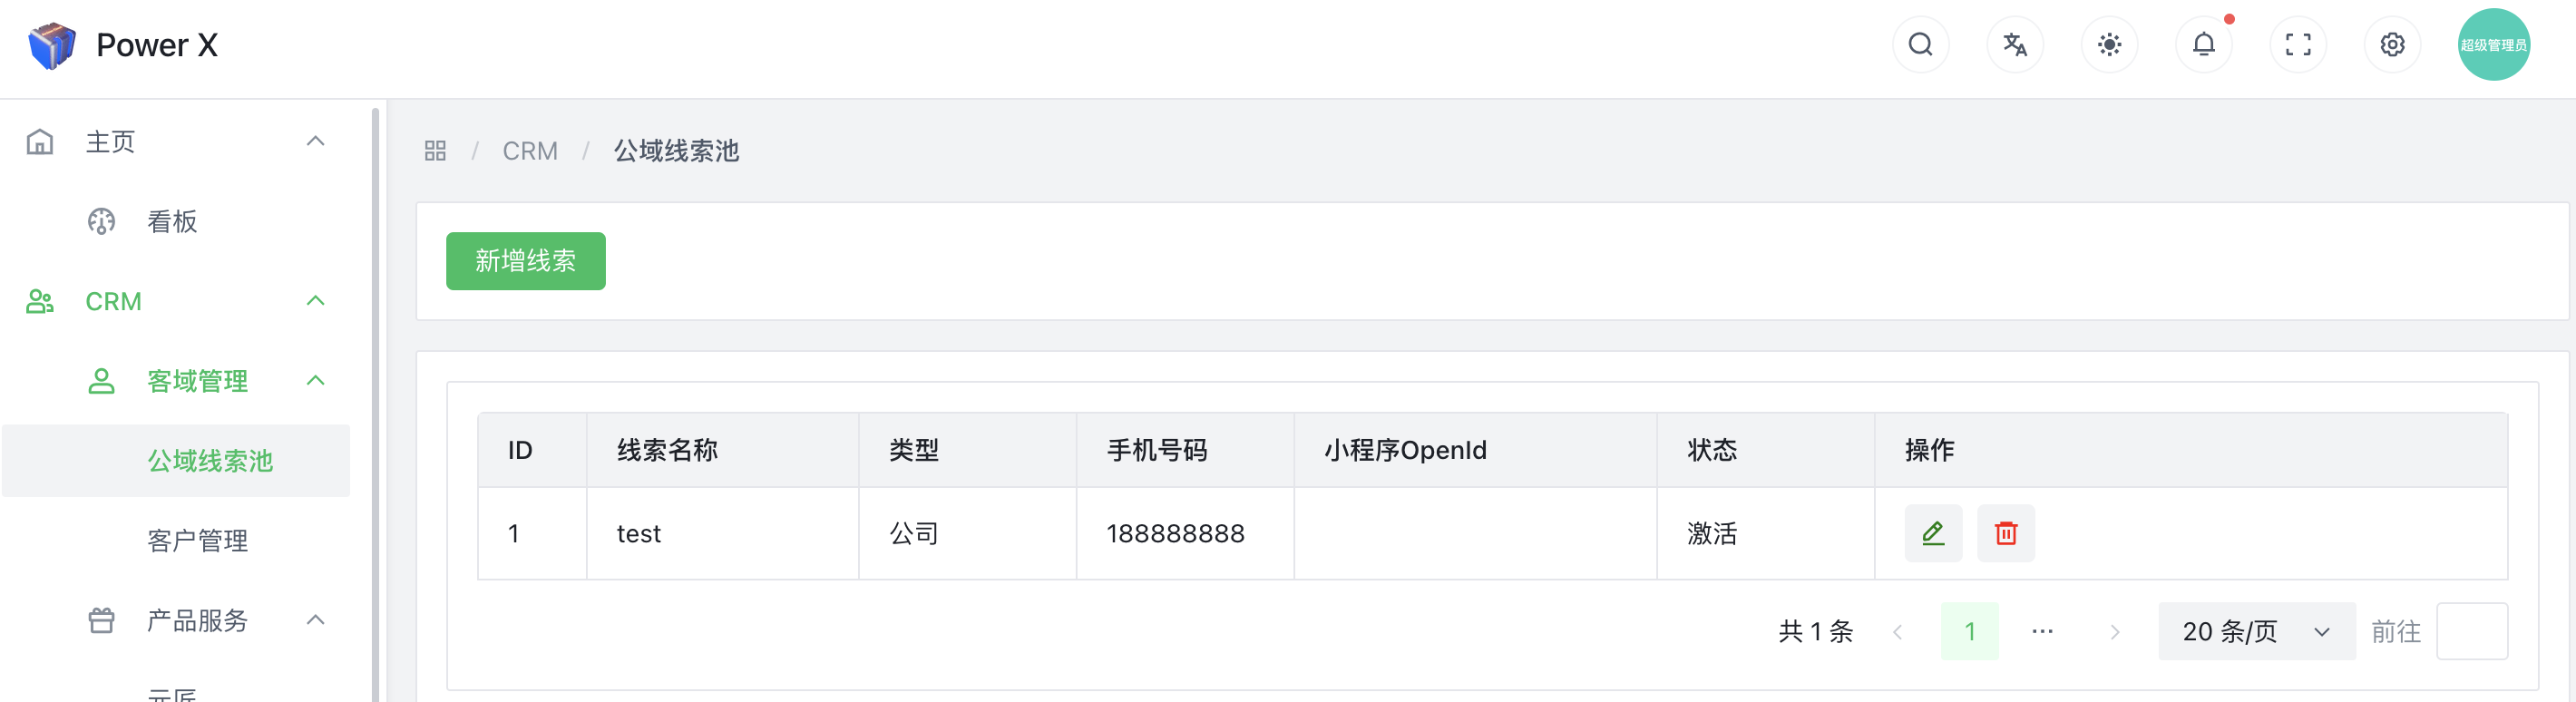 Power X
超级管理员
主页
看板
CRM
客域管理
公域线索池
客户管理
产品服务
/ CRM / 公域线索池
新增线索
ID 线索名称 类型 手机号码 小程序OpenId 状态 操作
1 test 公司 188888888 激活
共 1 条 1 ··· 20 条/页 前往